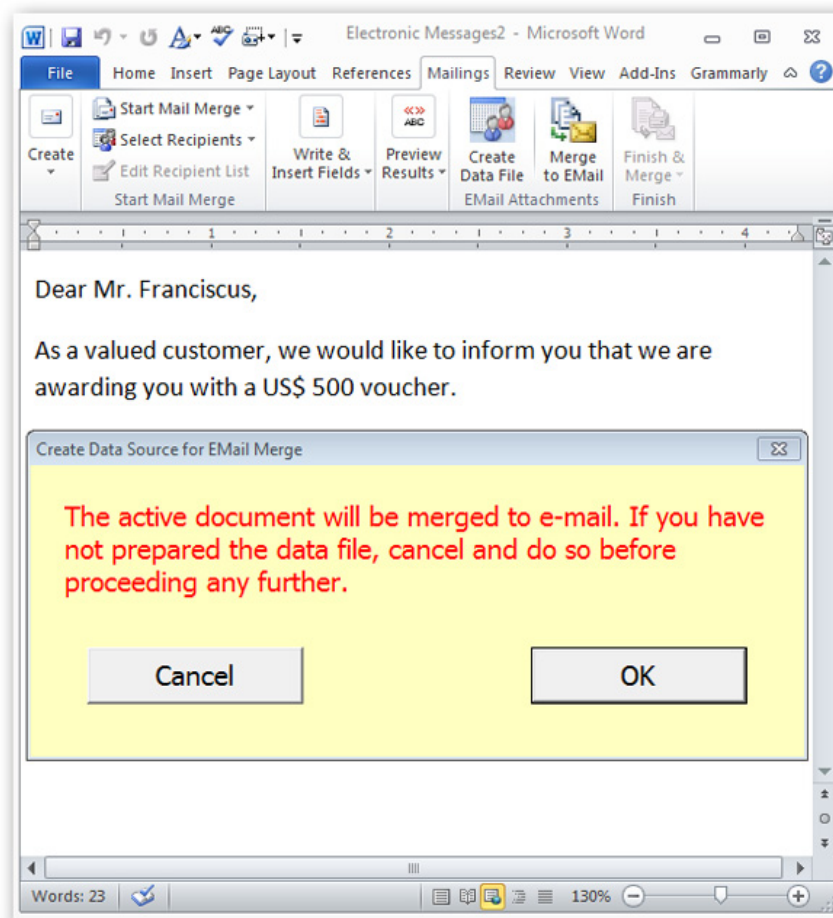 Electronic Messages2 - Microsoft Word
File Home Insert Page Layout References Mailings Review View Add-Ins Grammarly
Create
Start Mail Merge
Select Recipients
Edit Recipient List
Start Mail Merge
Write &
Insert Fields
ABC
Preview
Results
Create
Data File
Merge
to EMail
EMail Attachments
Finish &
Merge
Finish
1 2 3 4
Dear Mr. Franciscus,
As a valued customer, we would like to inform you that we are
awarding you with a US$ 500 voucher.
Create Data Source for EMail Merge
The active document will be merged to e-mail. If you have
not prepared the data file, cancel and do so before
proceeding any further.
Cancel OK
Words: 23 130%